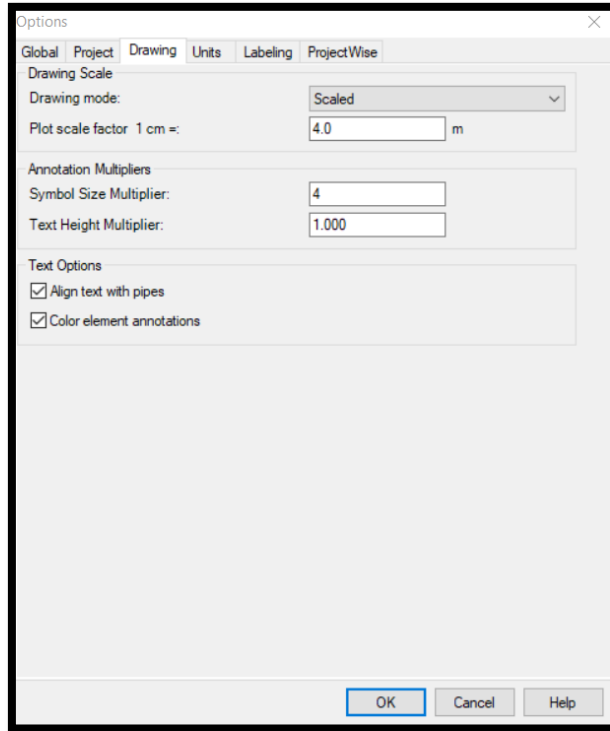 Options
Global Project Drawing Units Labeling ProjectWise
Drawing Scale
Drawing mode: Scaled
Plot scale factor 1 cm =: 4.0 m
Annotation Multipliers
Symbol Size Multiplier: 4
Text Height Multiplier: 1.000
Text Options
Align text with pipes
Color element annotations
OK Cancel Help